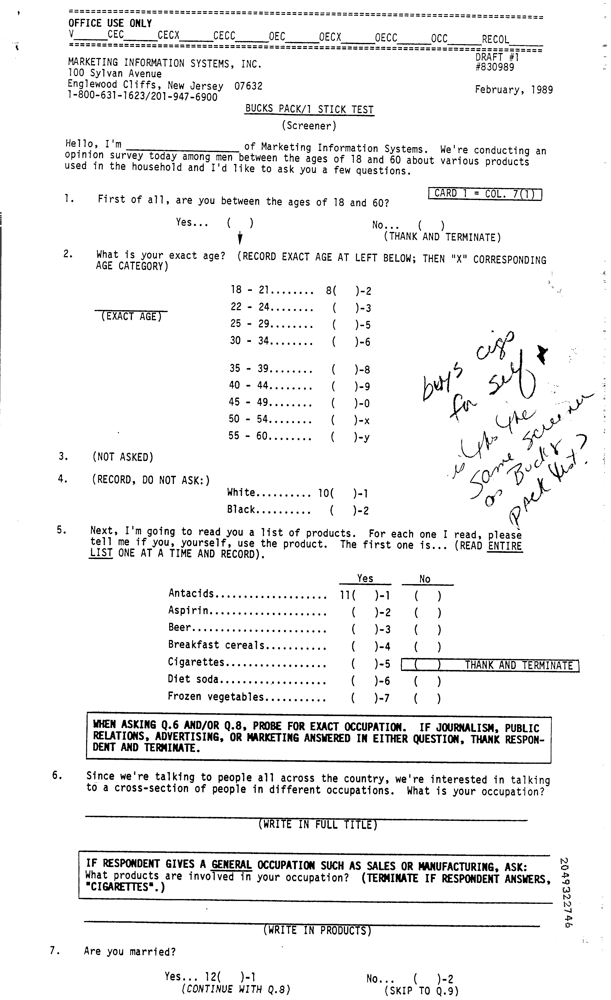 OFFICE USE ONLY
V_____CEC_____CECX_____CECC_____OEC_____OECX_____OECC_____OCC_____RECOL_____
MARKETING INFORMATION SYSTEMS, INC. DRAFT #1
100 Sylvan Avenue #830989
Englewood Cliffs, New Jersey 07632
1-800-631-1623/201-947-6900 February, 1989
BUCKS PACK/1 STICK TEST
(Screener)
Hello, I'm ____________________ of Marketing Information Systems. We're conducting an
opinion survey today among men between the ages of 18 and 60 about various products
used in the household and I'd like to ask you a few questions.
CARD 1 = COL. 7(1)
1. First of all, are you between the ages of 18 and 60?
Yes... ( ) No... ( )
(THANK AND TERMINATE)
2. What is your exact age? (RECORD EXACT AGE AT LEFT BELOW; THEN "X" CORRESPONDING
AGE CATEGORY)
18 - 21........ 8( )-2
22 - 24........ ( )-3
(EXACT AGE)
25 - 29........ ( )-5
30 - 34........ ( )-6
35 - 39........ ( )-8
40 - 44........ ( )-9
45 - 49........ ( )-0
50 - 54........ ( )-x
55 - 60........ ( )-y
buys cigs
for self
is this the
same screener
as Bucks
pack test?
3. (NOT ASKED)
4. (RECORD, DO NOT ASK:)
White.......... 10( )-1
Black.......... ( )-2
5. Next, I'm going to read you a list of products. For each one I read, please
tell me if you, yourself, use the product. The first one is... (READ ENTIRE
LIST ONE AT A TIME AND RECORD).
Yes No
Antacids................... 11( )-1 ( )
Aspirin.................... ( )-2 ( )
Beer....................... ( )-3 ( )
Breakfast cereals.......... ( )-4 ( )
Cigarettes................. ( )-5 ( ) THANK AND TERMINATE
Diet soda.................. ( )-6 ( )
Frozen vegetables.......... ( )-7 ( )
WHEN ASKING Q.6 AND/OR Q.8, PROBE FOR EXACT OCCUPATION. IF JOURNALISM, PUBLIC
RELATIONS, ADVERTISING, OR MARKETING ANSWERED IN EITHER QUESTION, THANK RESPON-
DENT AND TERMINATE.
6. Since we're talking to people all across the country, we're interested in talking
to a cross-section of people in different occupations. What is your occupation?
(WRITE IN FULL TITLE)
IF RESPONDENT GIVES A GENERAL OCCUPATION SUCH AS SALES OR MANUFACTURING, ASK:
What products are involved in your occupation? (TERMINATE IF RESPONDENT ANSWERS,
"CIGARETTES".)
(WRITE IN PRODUCTS)
2049322746
7. Are you married?
Yes... 12( )-1 No... ( )-2
(CONTINUE WITH Q.8) (SKIP TO Q.9)